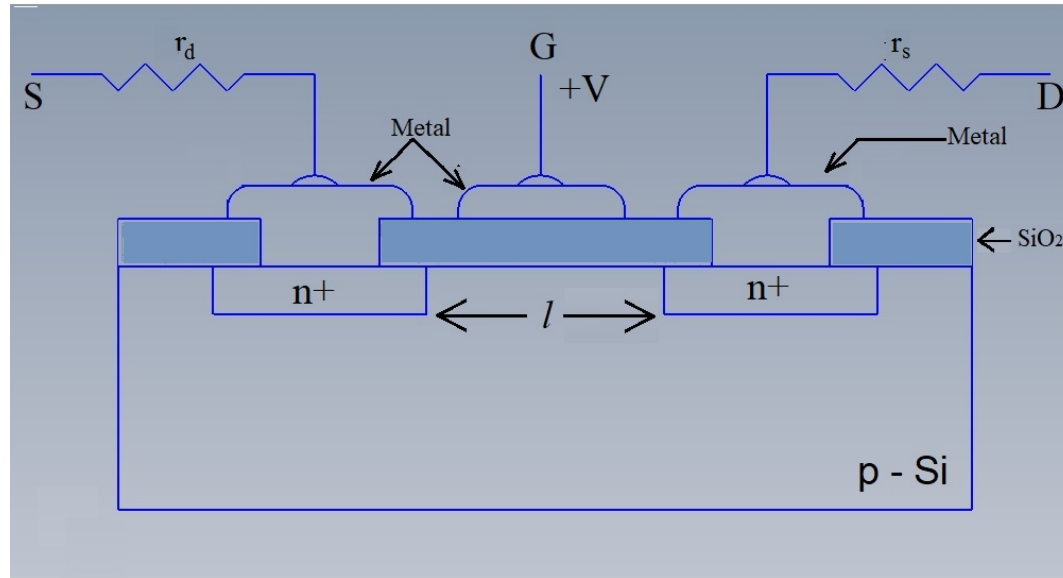 r_d
G
r_s
S
+V
D
Metal
Metal
SiO₂
n+
n+
l
p - Si